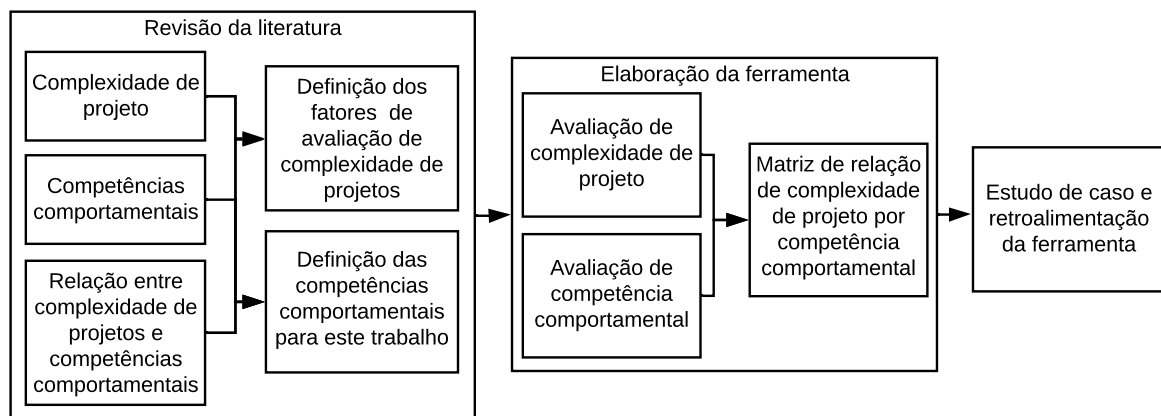 Revisão da literatura
Complexidade de
projeto
Competências
comportamentais
Relação entre
complexidade de
projetos e
competências
comportamentais
Definição dos
fatores de
avaliação de
complexidade de
projetos
Definição das
competências
comportamentais
para este trabalho
Elaboração da ferramenta
Avaliação de
complexidade de
projeto
Avaliação de
competência
comportamental
Matriz de relação
de complexidade
de projeto por
competência
comportamental
Estudo de caso e
retroalimentação
da ferramenta